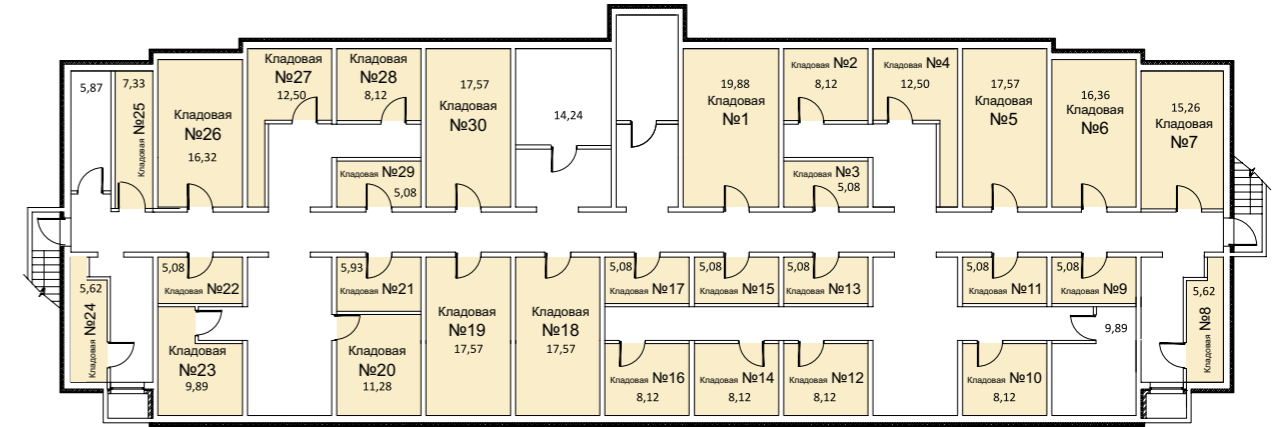 5,87
7,33
Кладовая №25
Кладовая
№26
16,32
Кладовая
№27
12,50
Кладовая
№28
8,12
Кладовая №29
5,08
17,57
Кладовая
№30
14,24
19,88
Кладовая
№1
Кладовая №2
8,12
Кладовая №3
5,08
Кладовая №4
12,50
17,57
Кладовая
№5
16,36
Кладовая
№6
15,26
Кладовая
№7
5,62
Кладовая №24
5,08
Кладовая №22
Кладовая
№23
9,89
5,93
Кладовая №21
Кладовая
№20
11,28
Кладовая
№19
17,57
Кладовая
№18
17,57
5,08
Кладовая №17
5,08
Кладовая №15
5,08
Кладовая №13
5,08
Кладовая №11
5,08
Кладовая №9
Кладовая №16
8,12
Кладовая №14
8,12
Кладовая №12
8,12
Кладовая №10
8,12
9,89
5,62
Кладовая №8